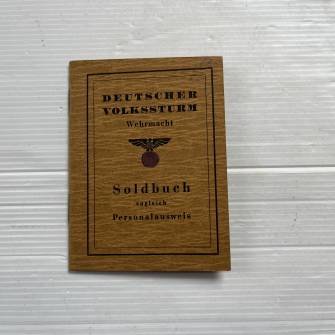 DEUTSCHER
VOLKSSTURM
Wehrmacht
Soldbuch
zugleich
Personalausweis